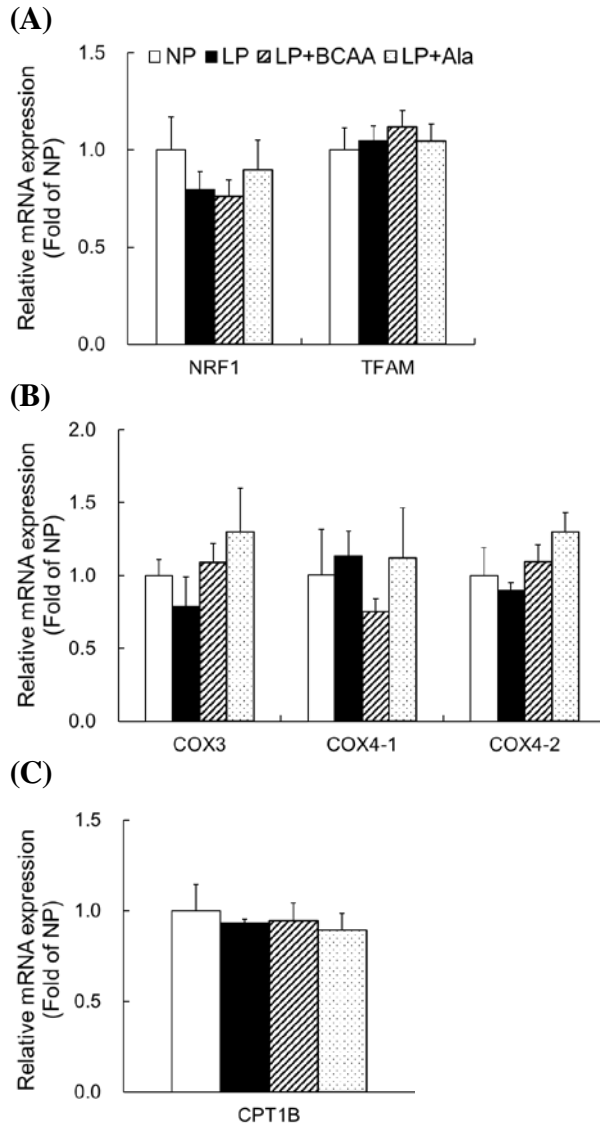 (A)
NP LP LP+BCAA LP+Ala
Relative mRNA expression
(Fold of NP)
1.5
1.0
0.5
0.0
NRF1 TFAM
(B)
Relative mRNA expression
(Fold of NP)
2.0
1.5
1.0
0.5
0.0
COX3 COX4-1 COX4-2
(C)
Relative mRNA expression
(Fold of NP)
1.5
1.0
0.5
0.0
CPT1B